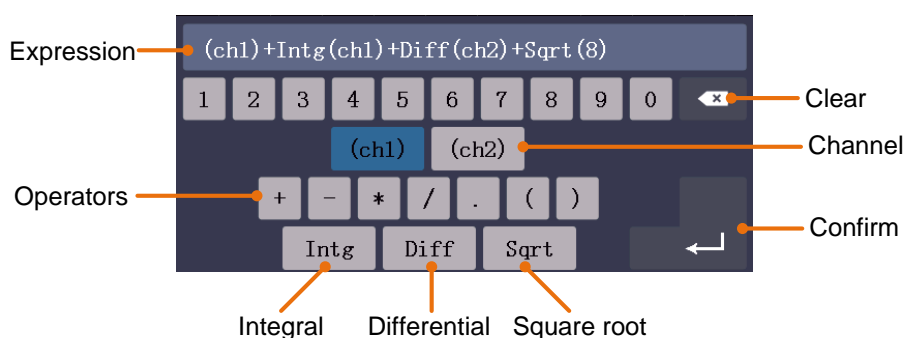 Expression
(ch1)+Intg(ch1)+Diff(ch2)+Sqrt(8)
1 2 3 4 5 6 7 8 9 0
Clear
(ch1) (ch2)
Channel
Operators
+ - * / . ( )
Confirm
Intg Diff Sqrt
Integral Differential Square root